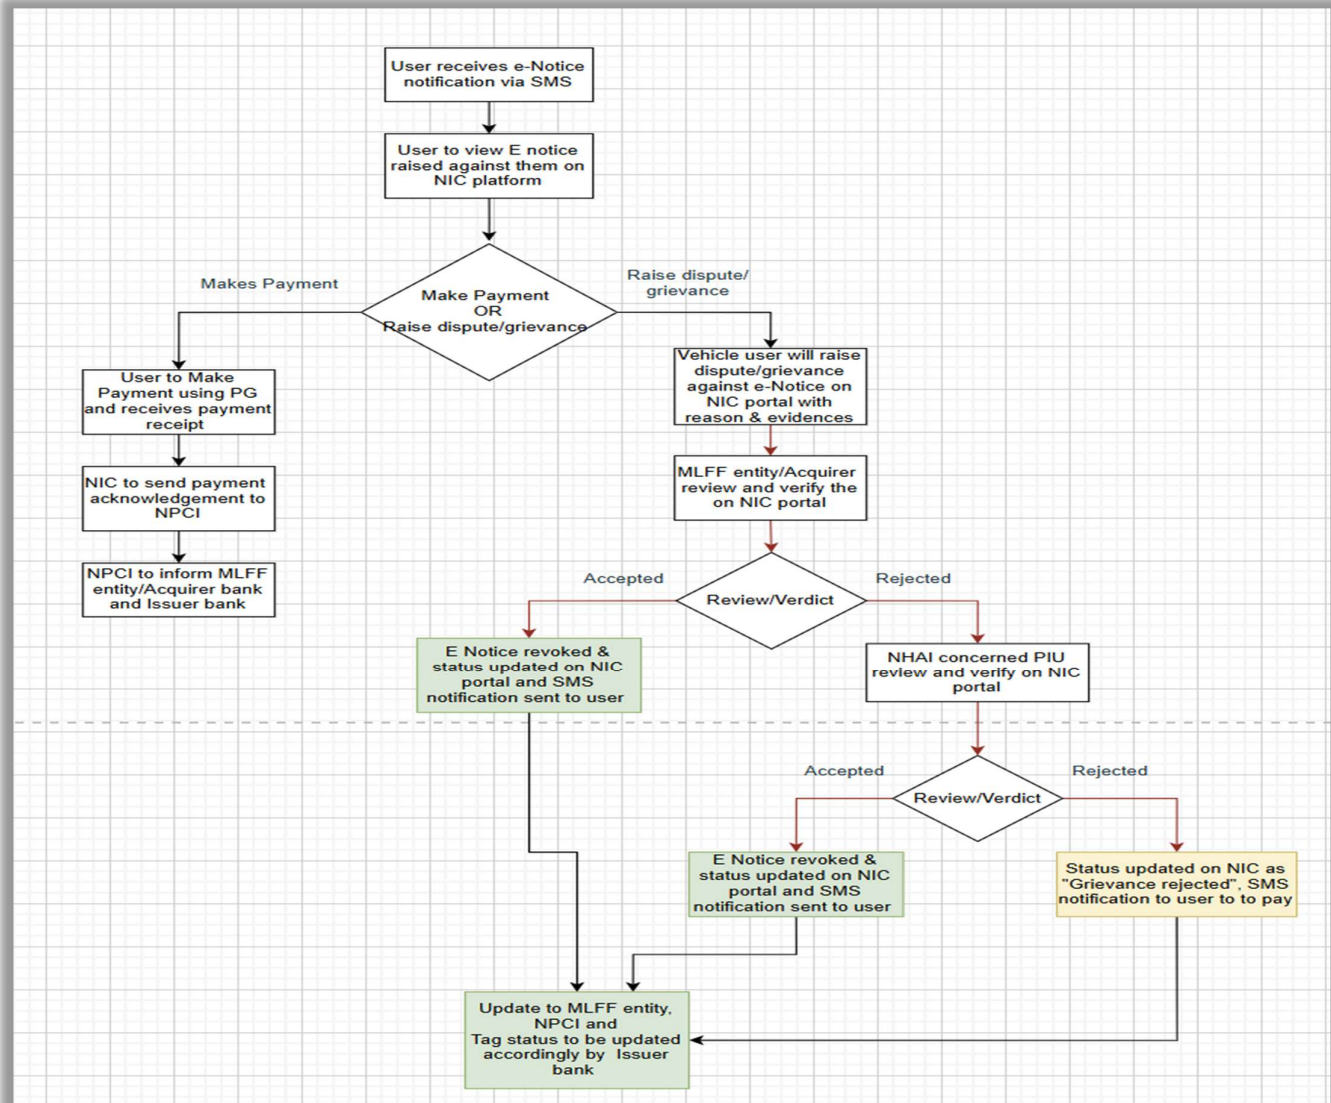 User receives e-Notice
notification via SMS
User to view E notice
raised against them on
NIC platform
Makes Payment
Raise dispute/
grievance
Make Payment
OR
Raise dispute/grievance
User to Make
Payment using PG
and receives payment
receipt
Vehicle user will raise
dispute/grievance
against e-Notice on
NIC portal with
reason & evidences
NIC to send payment
acknowledgement to
NPCI
MLFF entity/Acquirer
review and verify the
on NIC portal
NPCI to inform MLFF
entity/Acquirer bank
and Issuer bank
Accepted
Rejected
Review/Verdict
E Notice revoked &
status updated on NIC
portal and SMS
notification sent to user
NHAI concerned PIU
review and verify on NIC
portal
Accepted
Rejected
Review/Verdict
E Notice revoked &
status updated on NIC
portal and SMS
notification sent to user
Status updated on NIC as
"Grievance rejected", SMS
notification to user to to pay
Update to MLFF entity,
NPCI and
Tag status to be updated
accordingly by Issuer
bank